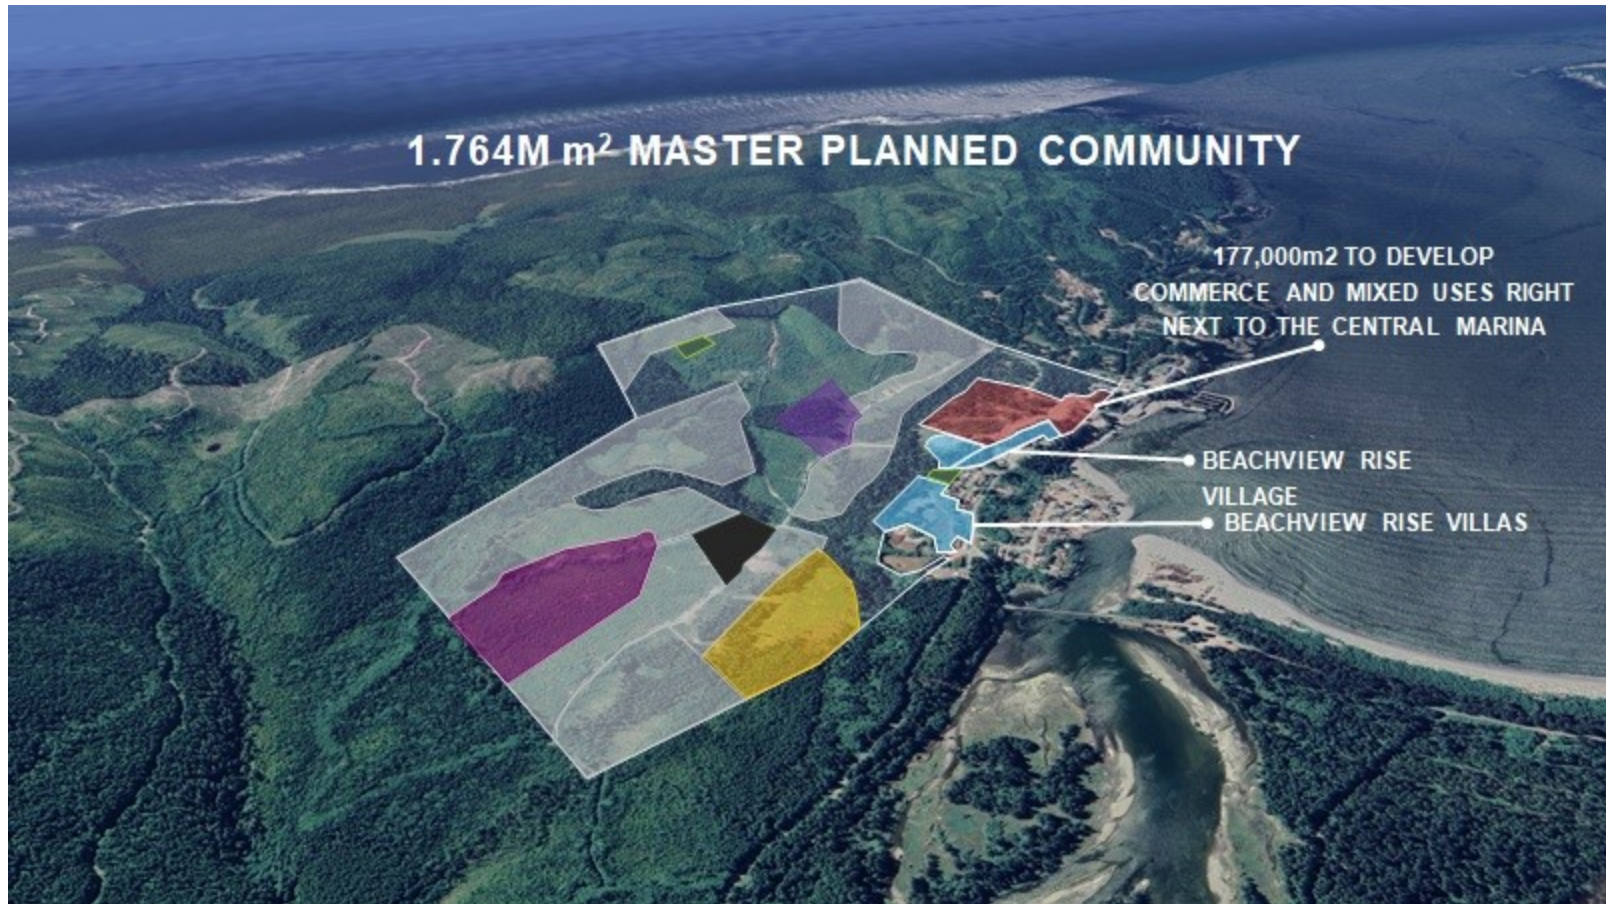 1.764M m² MASTER PLANNED COMMUNITY
177,000m2 TO DEVELOP
COMMERCE AND MIXED USES RIGHT
NEXT TO THE CENTRAL MARINA
BEACHVIEW RISE
VILLAGE
BEACHVIEW RISE VILLAS